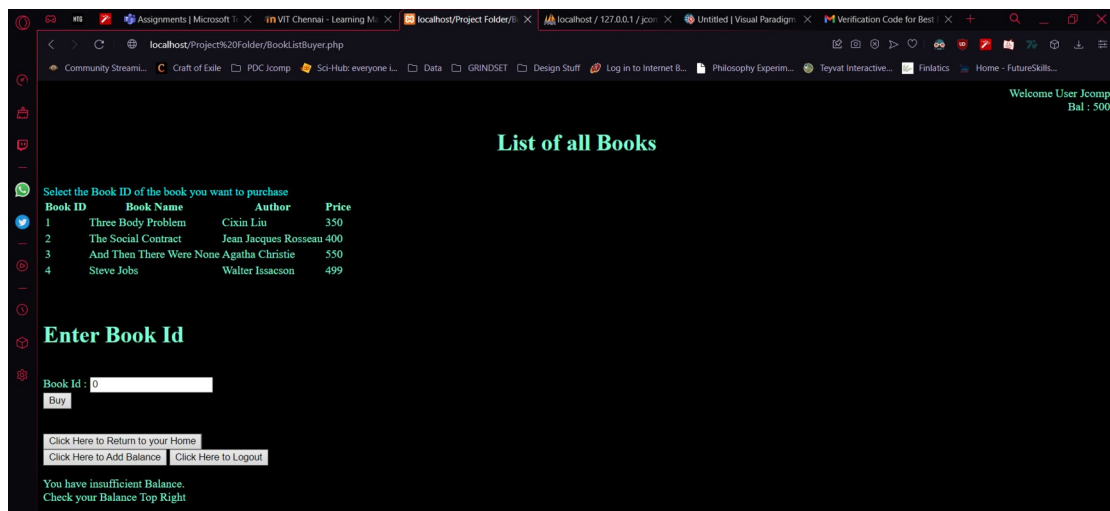 Assignments | Microsoft Te
VIT Chennai - Learning Ma
localhost/Project Folder/B
localhost / 127.0.0.1 / jcom
Untitled | Visual Paradigm
Verification Code for Best
localhost/Project%20Folder/BookListBuyer.php
Community Streami... Craft of Exile PDC Jcomp Sci-Hub: everyone i... Data GRINDSET Design Stuff Log in to Internet B... Philosophy Experim... Teyvat Interactive... Finlatics Home - FutureSkills...
Welcome User Jcomp
Bal : 500
List of all Books
Select the Book ID of the book you want to purchase
Book ID Book Name Author Price
1 Three Body Problem Cixin Liu 350
2 The Social Contract Jean Jacques Rosseau 400
3 And Then There Were None Agatha Christie 550
4 Steve Jobs Walter Issacson 499
Enter Book Id
Book Id : 0
Buy
Click Here to Return to your Home
Click Here to Add Balance Click Here to Logout
You have insufficient Balance.
Check your Balance Top Right